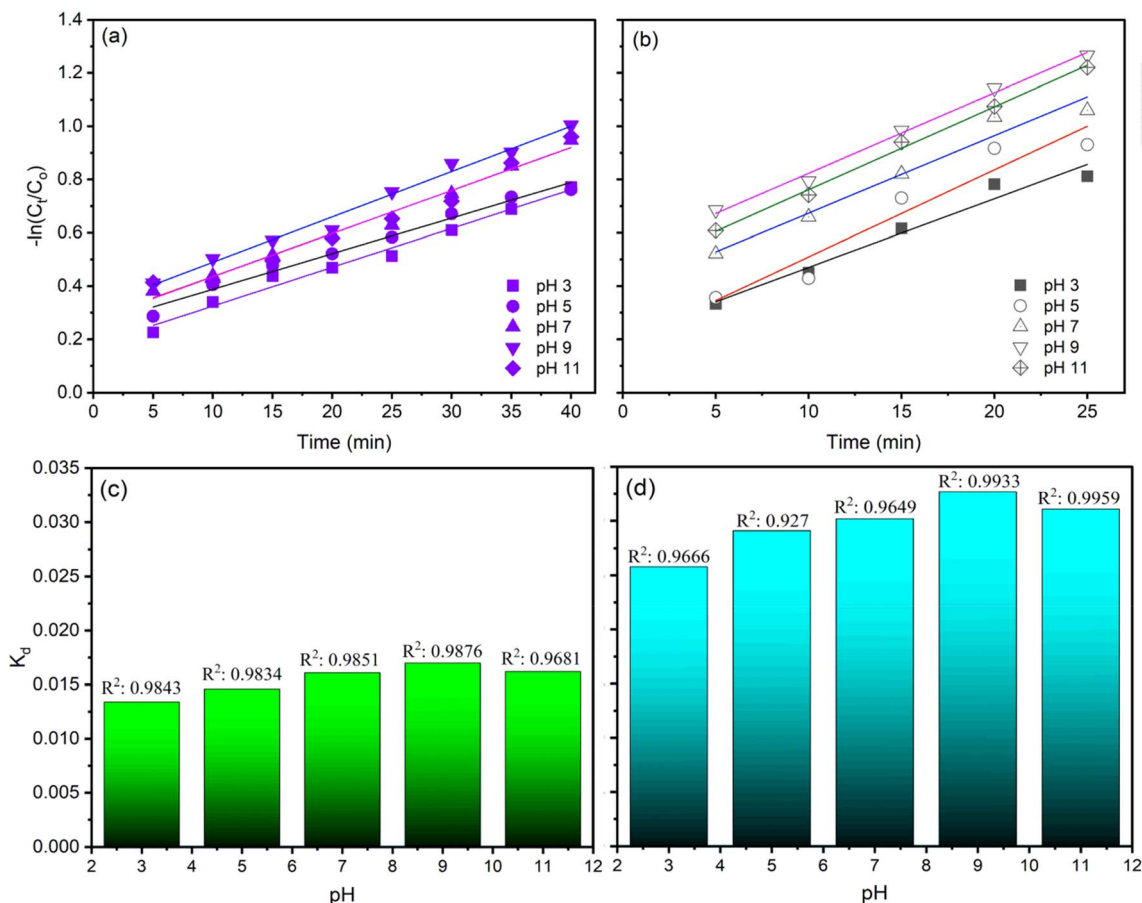 (a)
(b)
1.4
1.2
1.0
0.8
0.6
0.4
0.2
0.0
-ln(Cₜ/Cₒ)
pH 3
pH 5
pH 7
pH 9
pH 11
pH 3
pH 5
pH 7
pH 9
pH 11
0 5 10 15 20 25 30 35 40
0 5 10 15 20 25
Time (min)
Time (min)
(c)
(d)
0.035
0.030
0.025
0.020
0.015
0.010
0.005
0.000
K_d
R²: 0.9843
R²: 0.9834
R²: 0.9851
R²: 0.9876
R²: 0.9681
R²: 0.9666
R²: 0.927
R²: 0.9649
R²: 0.9933
R²: 0.9959
2 3 4 5 6 7 8 9 10 11 12
2 3 4 5 6 7 8 9 10 11 12
pH
pH